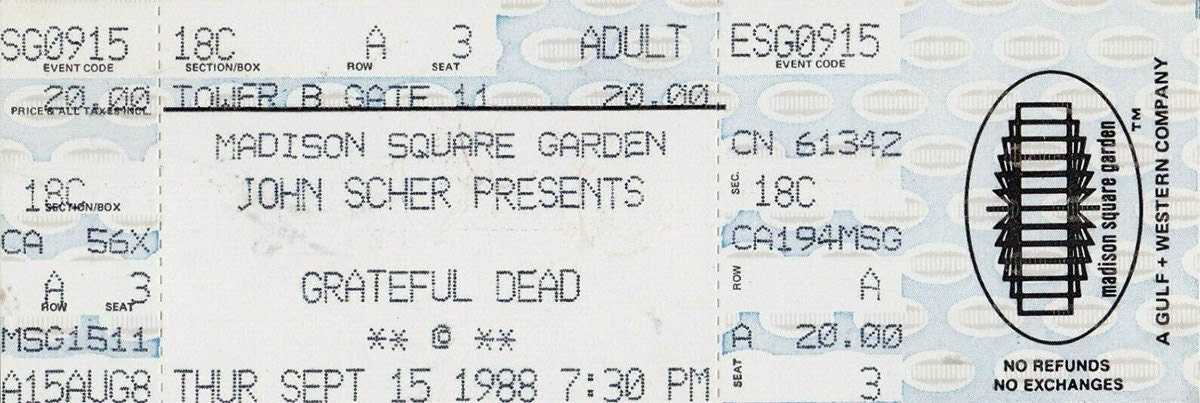 SG0915 18C A 3 ADULT ESG0915
EVENT CODE SECTION/BOX ROW SEAT EVENT CODE
20.00 TOWER B GATE 11 20.00
PRICE & ALL TAXES INCL.
MADISON SQUARE GARDEN CN 61342
18C JOHN SCHER PRESENTS SEC. 18C
SECTION/BOX
CA 56X CA194MSG
A 3 GRATEFUL DEAD ROW A
ROW SEAT
MSG1511 ** @ ** A 20.00
A15AUG8 THUR SEPT 15 1988 7:30 PM SEAT 3
madison square garden
TM
A GULF + WESTERN COMPANY
NO REFUNDS
NO EXCHANGES